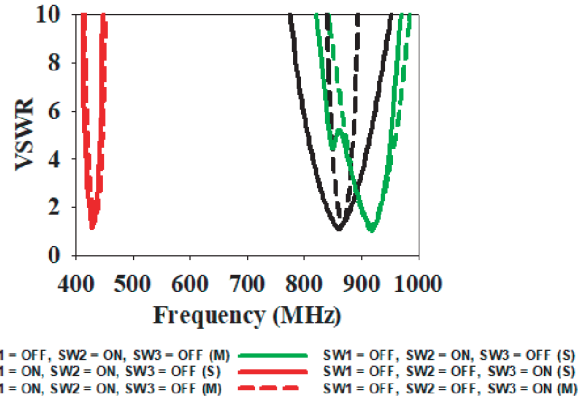 10
8
6
4
2
0
VSWR
400 500 600 700 800 900 1000
Frequency (MHz)
1 = OFF, SW2 = ON, SW3 = OFF (M) SW1 = OFF, SW2 = ON, SW3 = OFF (S)
1 = ON, SW2 = ON, SW3 = OFF (S) SW1 = OFF, SW2 = OFF, SW3 = ON (S)
1 = ON, SW2 = ON, SW3 = OFF (M) SW1 = OFF, SW2 = OFF, SW3 = ON (M)